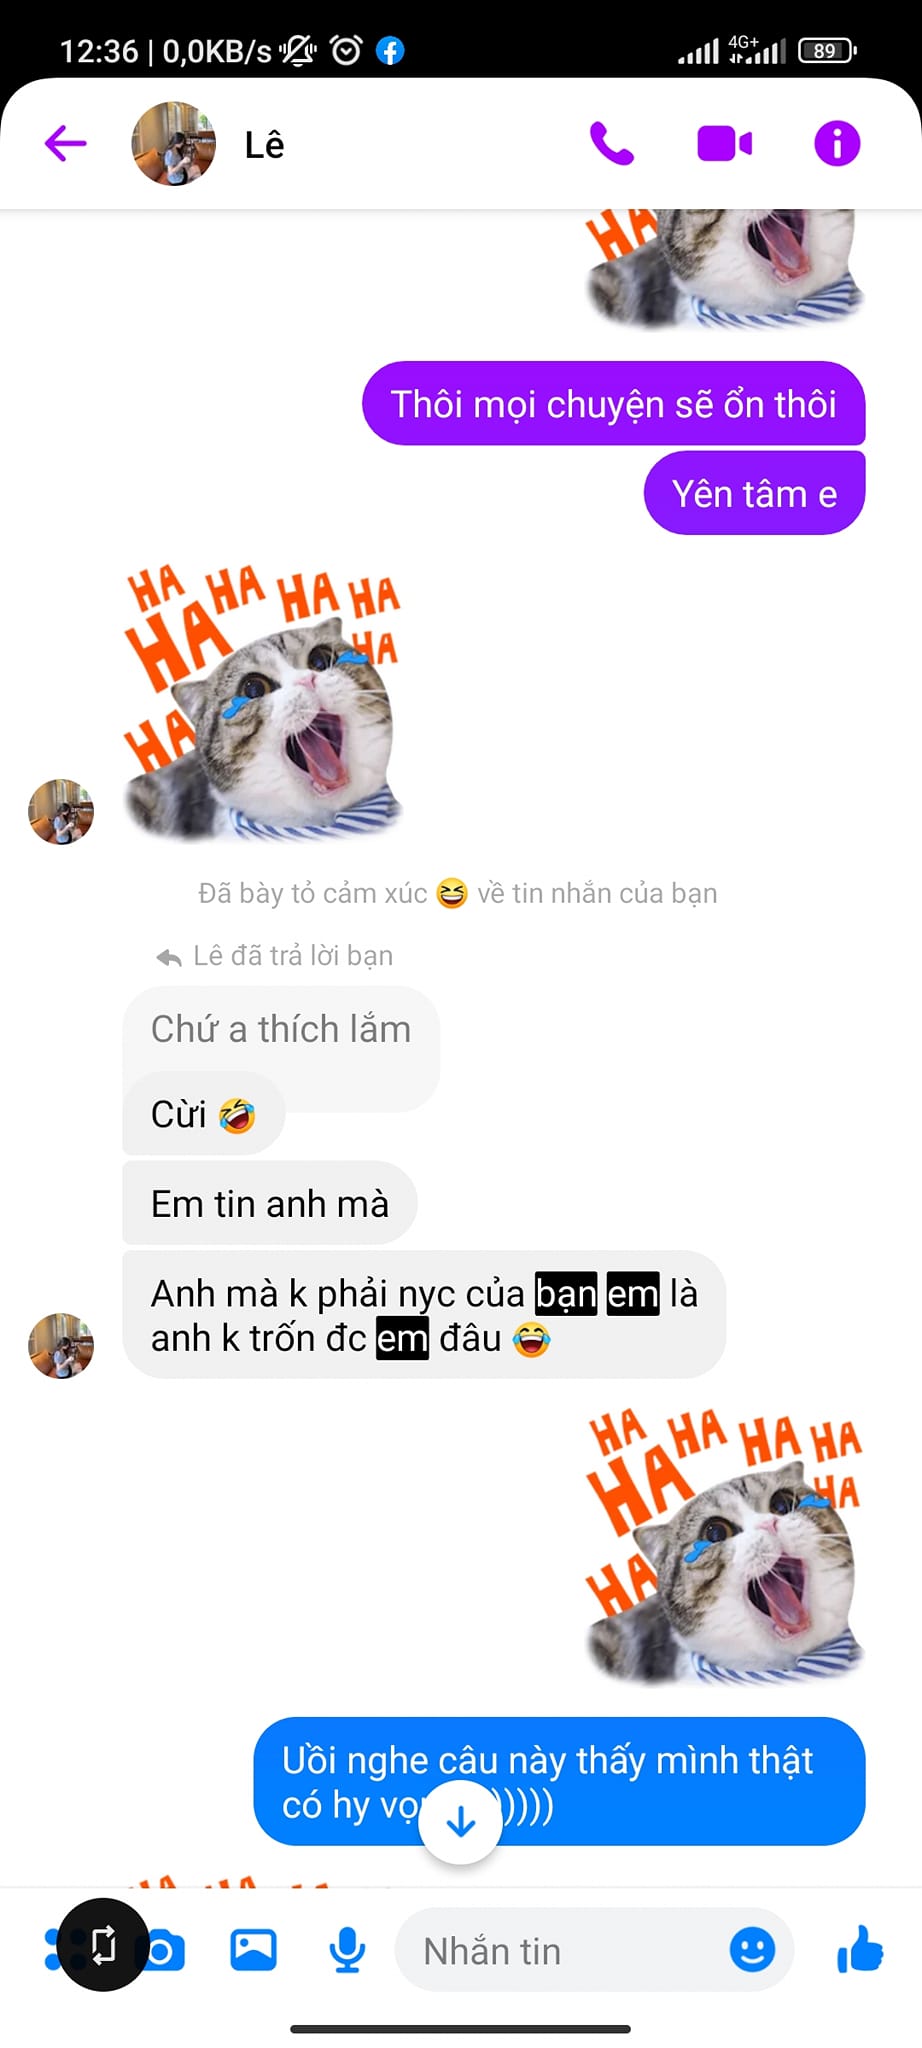 12:36 | 0,0KB/s
4G+
89
Lê
HA
Thôi mọi chuyện sẽ ổn thôi
Yên tâm e
HA HA HA HA
HA HA
HA
Đã bày tỏ cảm xúc 😆 về tin nhắn của bạn
Lê đã trả lời bạn
Chứ a thích lắm
Cừi 🤣
Em tin anh mà
Anh mà k phải nyc của bạn em là
anh k trốn đc em đâu 😂
HA HA HA HA
HA HA
HA
Uồi nghe câu này thấy mình thật
có hy ))))
Nhắn tin